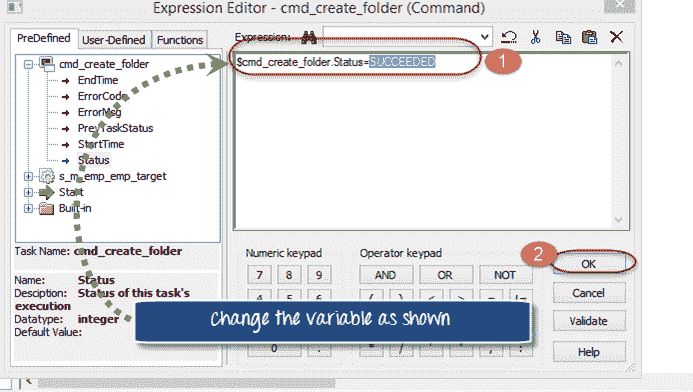 Expression Editor - cmd_create_folder (Command)
PreDefined User-Defined Functions
Expression:
cmd_create_folder
EndTime
ErrorCode
ErrorMsg
PrevTaskStatus
StartTime
Status
s_m_emp_emp_target
Start
Built-in
$cmd_create_folder.Status=SUCCEEDED
1
Task Name: cmd_create_folder
Name: Status
Desciption: Status of this task's
execution
Datatype: integer
Default Value:
Numeric keypad
7 8 9
4 5 6
0 .
Operator keypad
AND OR NOT
( ) < > = !=
2
OK
Cancel
Validate
Help
Change the variable as shown